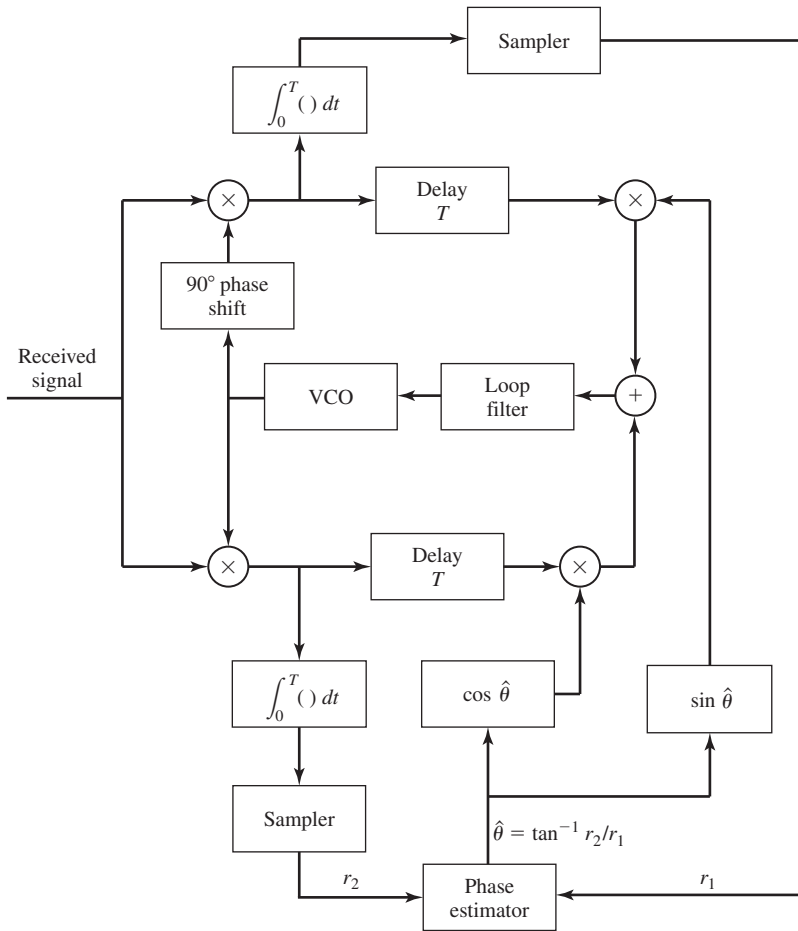 Sampler
∫₀ᵀ( ) dt
×
Delay
T
×
90° phase
shift
Received
signal
VCO
Loop
filter
+
×
Delay
T
×
∫₀ᵀ( ) dt
cos θ̂
sin θ̂
Sampler
θ̂ = tan⁻¹ r₂/r₁
r₂
Phase
estimator
r₁